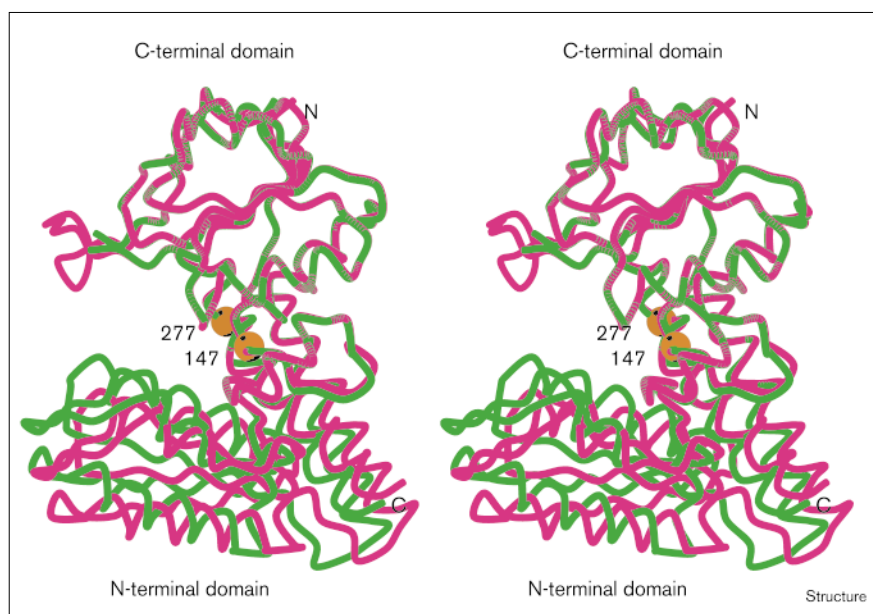 C-terminal domain C-terminal domain
N N
277 277
147 147
C C
N-terminal domain N-terminal domain
Structure